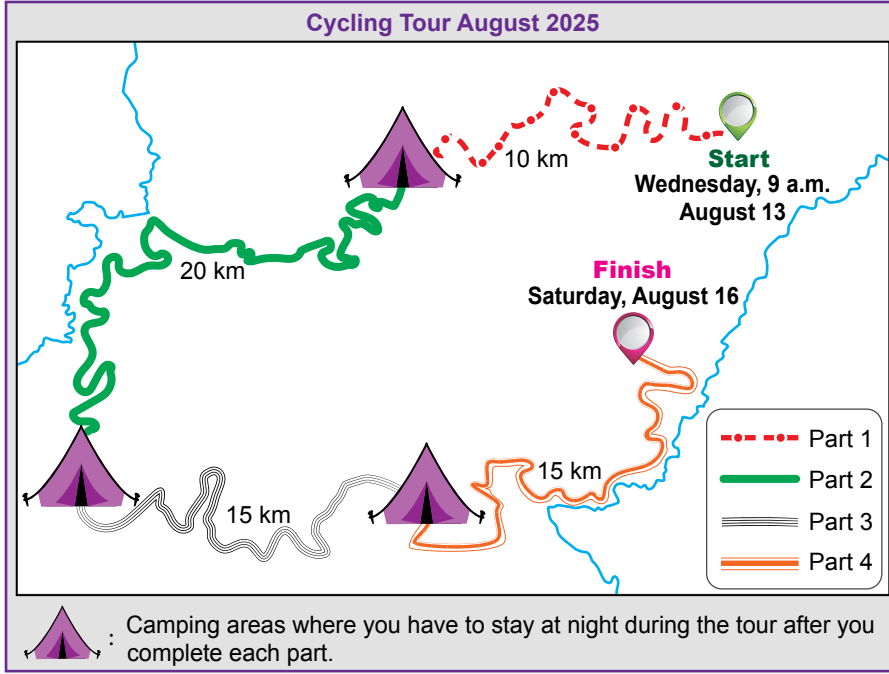 Cycling Tour August 2025
10 km
Start
Wednesday, 9 a.m.
August 13
20 km
Finish
Saturday, August 16
15 km
15 km
Part 1
Part 2
Part 3
Part 4
: Camping areas where you have to stay at night during the tour after you
complete each part.